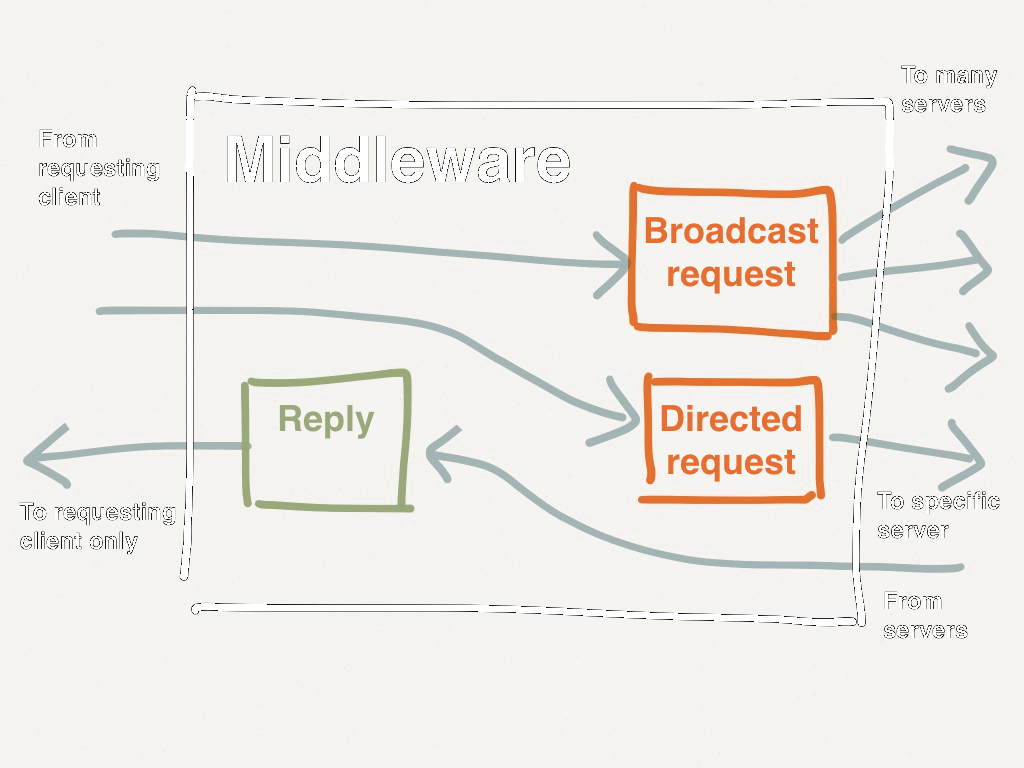 To many
servers
From
requesting
client
Middleware
Broadcast
request
Reply
Directed
request
To requesting
client only
To specific
server
From
servers